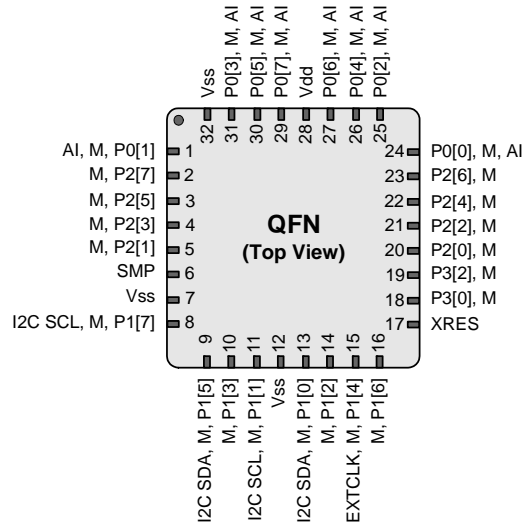 Vss
P0[3], M, AI
P0[5], M, AI
P0[7], M, AI
Vdd
P0[6], M, AI
P0[4], M, AI
P0[2], M, AI
32
31
30
29
28
27
26
25
AI, M, P0[1]
M, P2[7]
M, P2[5]
M, P2[3]
M, P2[1]
SMP
Vss
I2C SCL, M, P1[7]
1
2
3
4
5
6
7
8
QFN
(Top View)
24
23
22
21
20
19
18
17
P0[0], M, AI
P2[6], M
P2[4], M
P2[2], M
P2[0], M
P3[2], M
P3[0], M
XRES
9
10
11
12
13
14
15
16
I2C SDA, M, P1[5]
M, P1[3]
I2C SCL, M, P1[1]
Vss
I2C SDA, M, P1[0]
M, P1[2]
EXTCLK, M, P1[4]
M, P1[6]